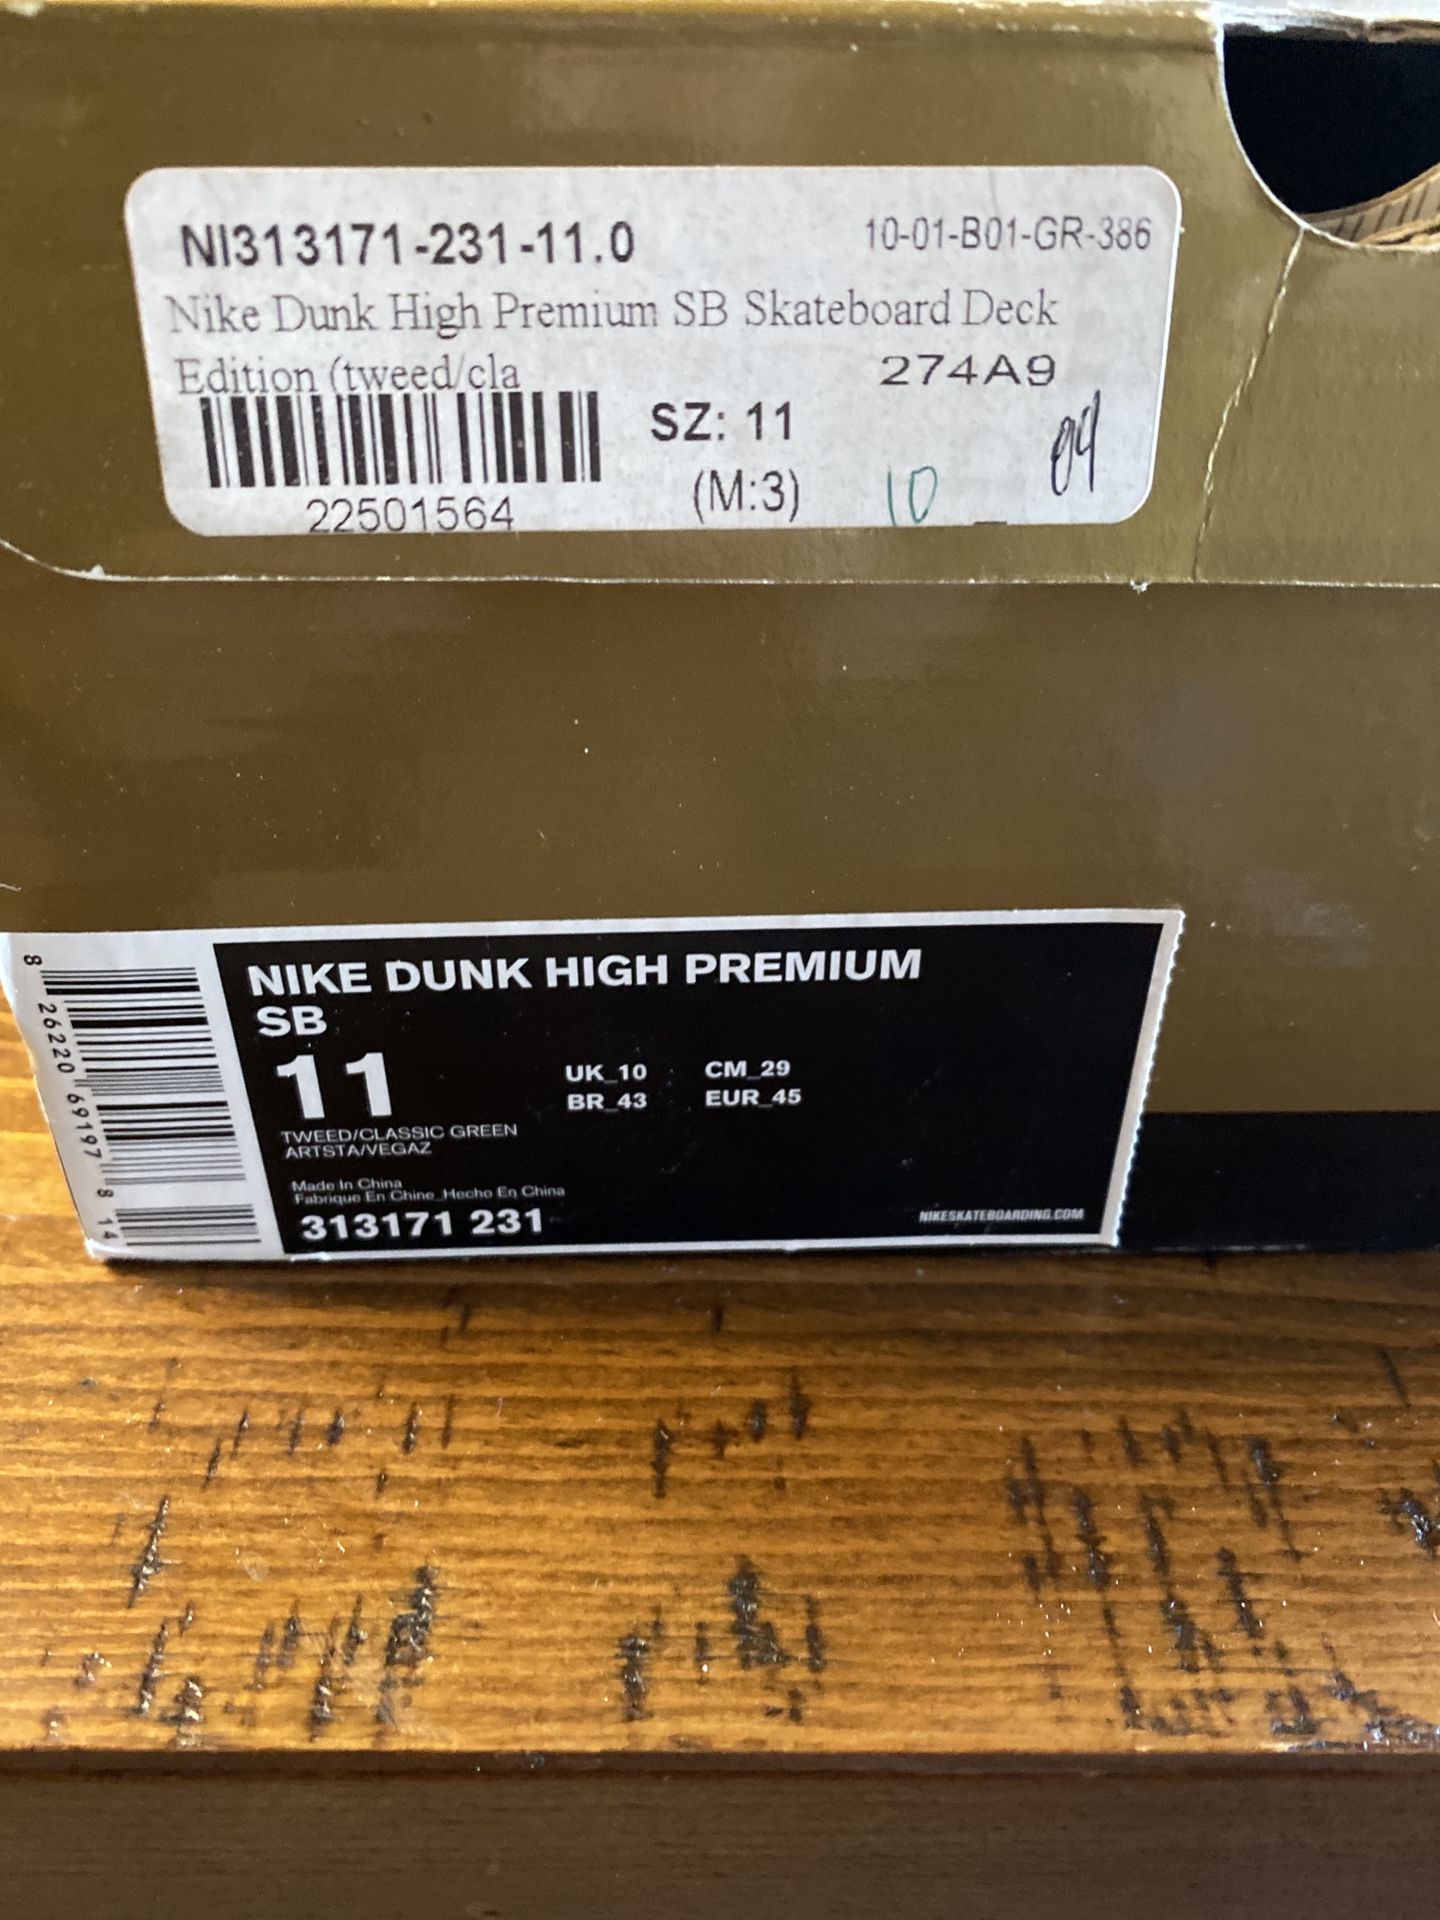 NI313171-231-11.0
10-01-B01-GR-386
Nike Dunk High Premium SB Skateboard Deck
Edition (tweed/cla
274A9
SZ: 11
(M:3)
10
09
22501564
8 26220 69197 8 14
NIKE DUNK HIGH PREMIUM
SB
11
UK_10 CM_29
BR_43 EUR_45
TWEED/CLASSIC GREEN
ARTSTA/VEGAZ
Made In China
Fabrique En Chine_Hecho En China
313171 231
NIKESKATEBOARDING.COM